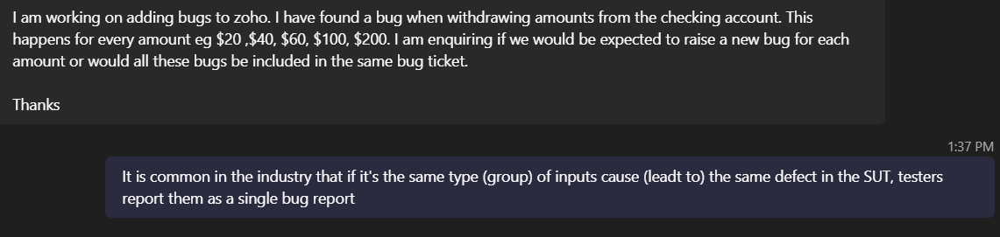 I am working on adding bugs to zoho. I have found a bug when withdrawing amounts from the checking account. This
happens for every amount eg $20 ,$40, $60, $100, $200. I am enquiring if we would be expected to raise a new bug for each
amount or would all these bugs be included in the same bug ticket.
Thanks
1:37 PM
It is common in the industry that if it's the same type (group) of inputs cause (leadt to) the same defect in the SUT, testers
report them as a single bug report